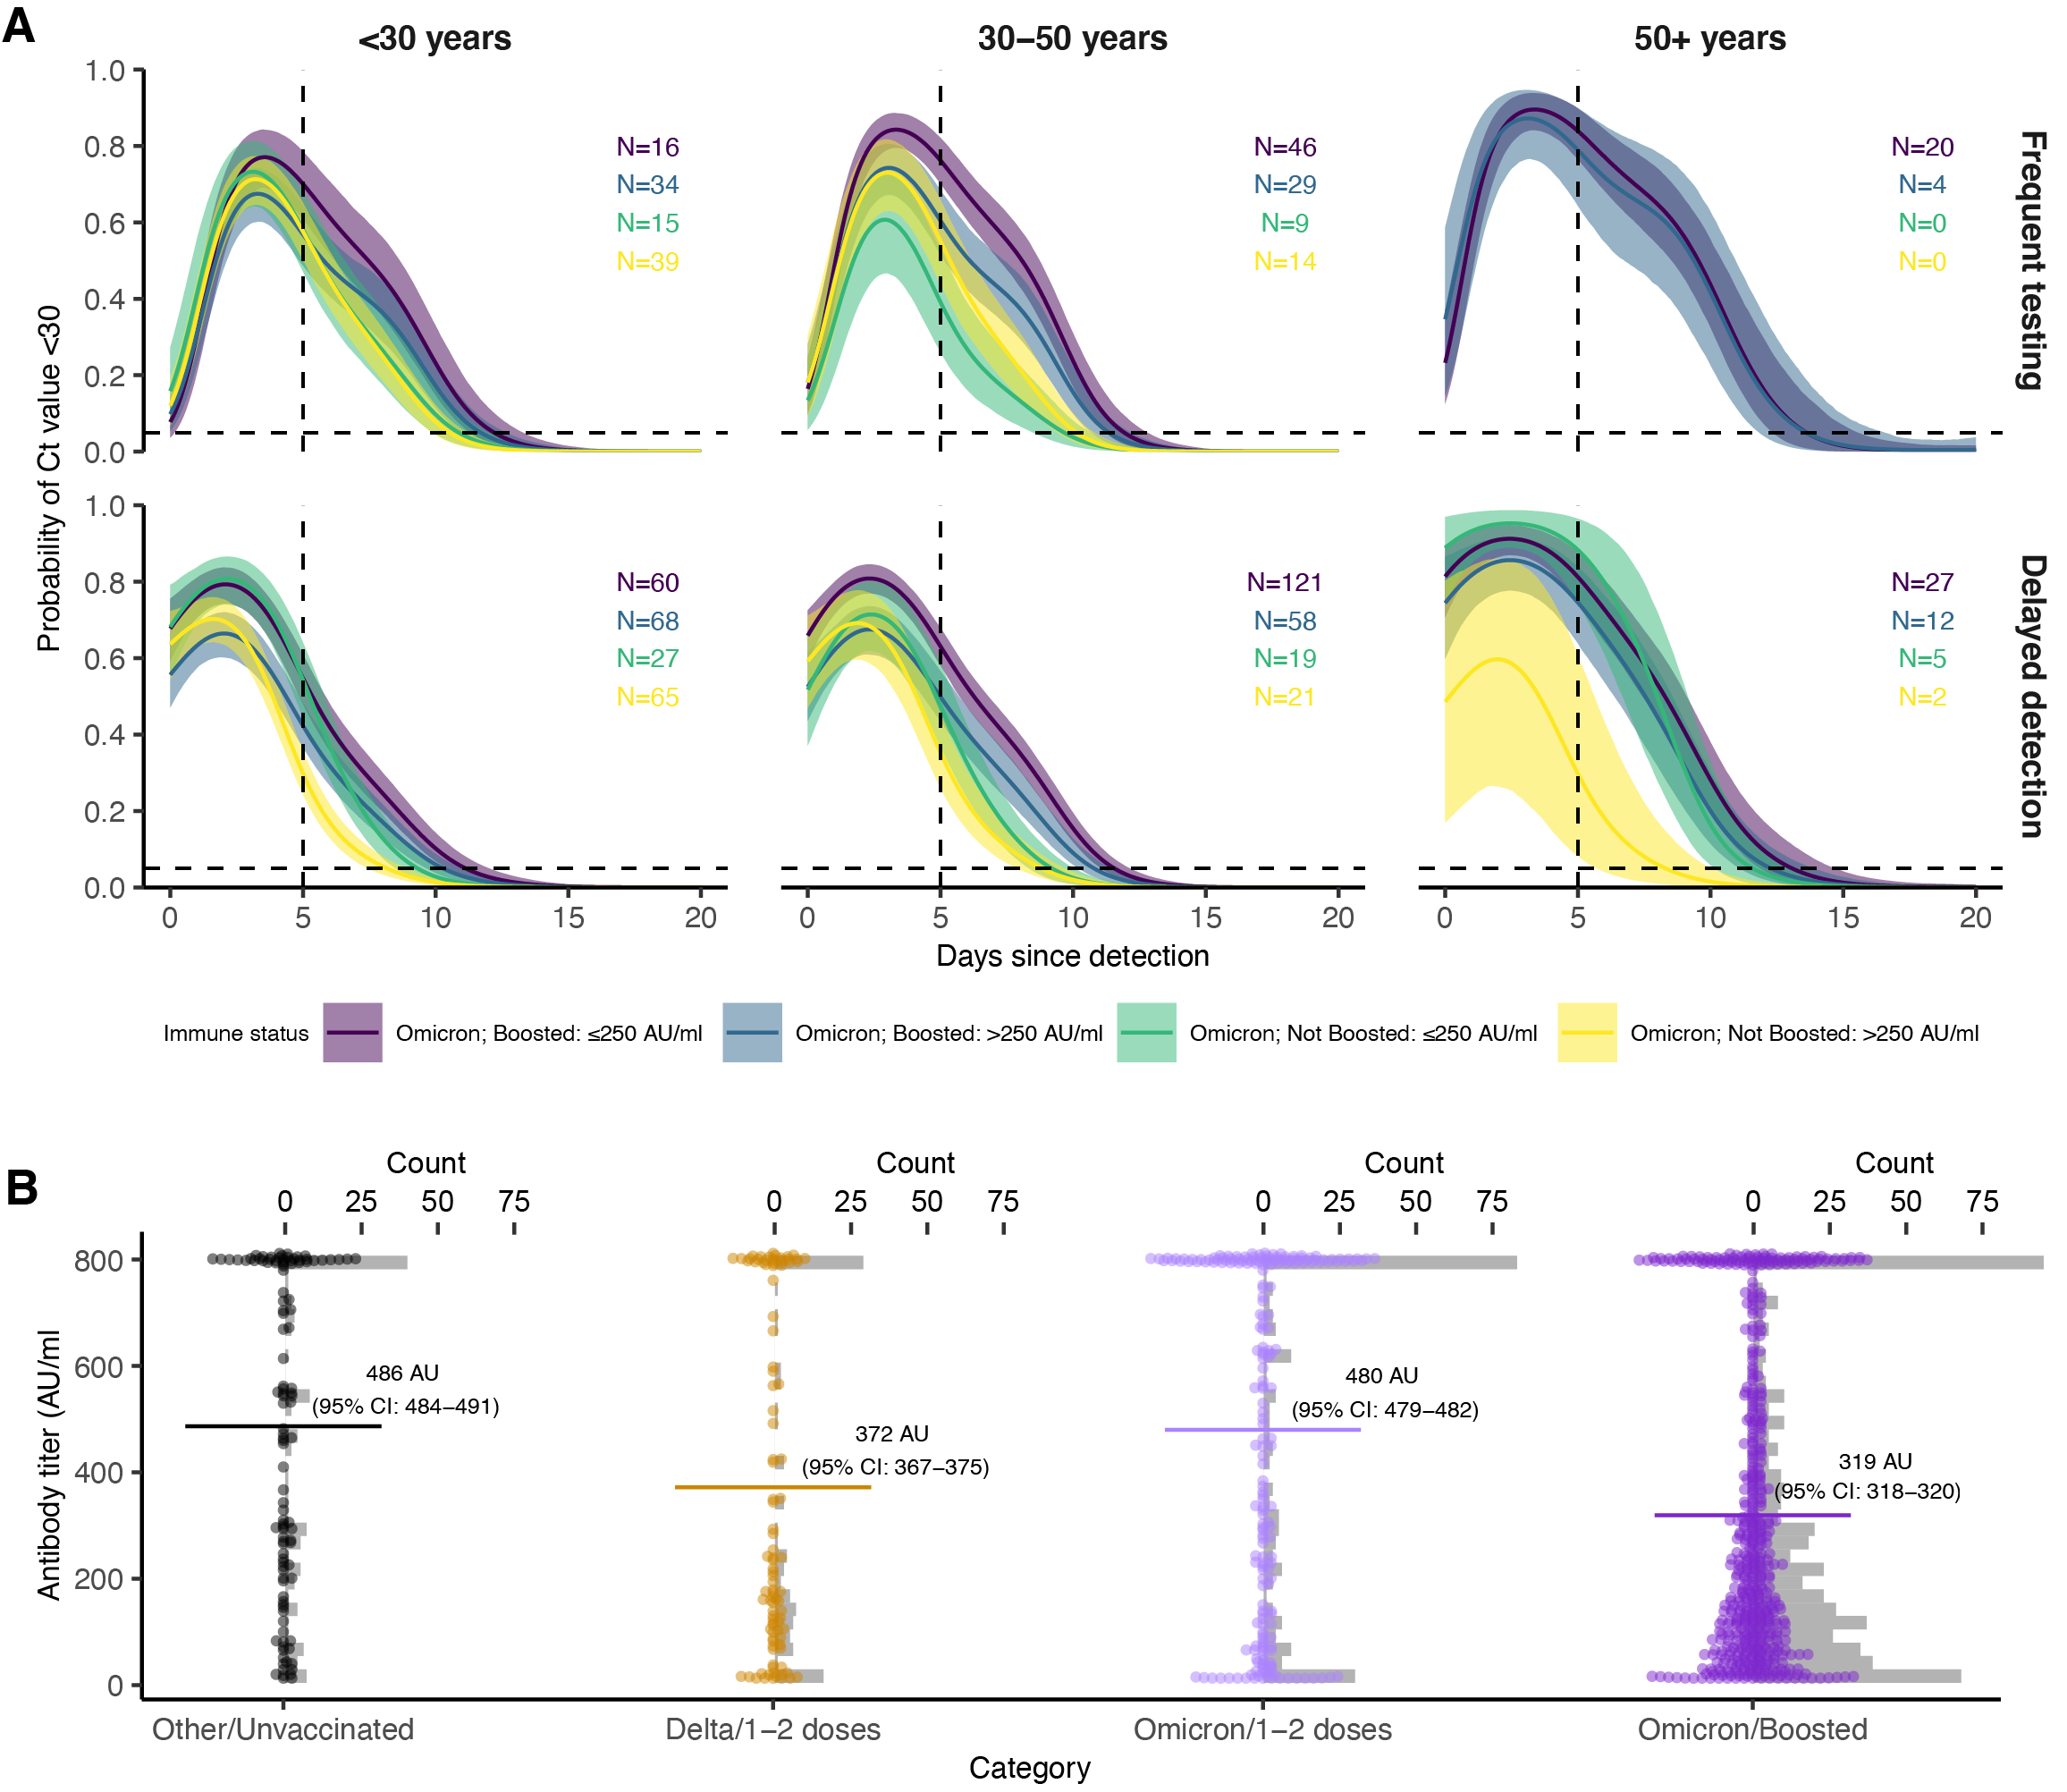 A
<30 years
30–50 years
50+ years
Probability of Ct value <30
1.0
0.8
0.6
0.4
0.2
0.0
N=16
N=34
N=15
N=39
N=46
N=29
N=9
N=14
N=20
N=4
N=0
N=0
Frequent testing
1.0
0.8
0.6
0.4
0.2
0.0
N=60
N=68
N=27
N=65
N=121
N=58
N=19
N=21
N=27
N=12
N=5
N=2
Delayed detection
0 5 10 15 20
0 5 10 15 20
0 5 10 15 20
Days since detection
Immune status
Omicron; Boosted: ≤250 AU/ml
Omicron; Boosted: >250 AU/ml
Omicron; Not Boosted: ≤250 AU/ml
Omicron; Not Boosted: >250 AU/ml
B
Count
0 25 50 75
Count
0 25 50 75
Count
0 25 50 75
Count
0 25 50 75
Antibody titer (AU/ml)
800
600
400
200
0
486 AU
(95% CI: 484–491)
372 AU
(95% CI: 367–375)
480 AU
(95% CI: 479–482)
319 AU
(95% CI: 318–320)
Other/Unvaccinated
Delta/1–2 doses
Omicron/1–2 doses
Omicron/Boosted
Category